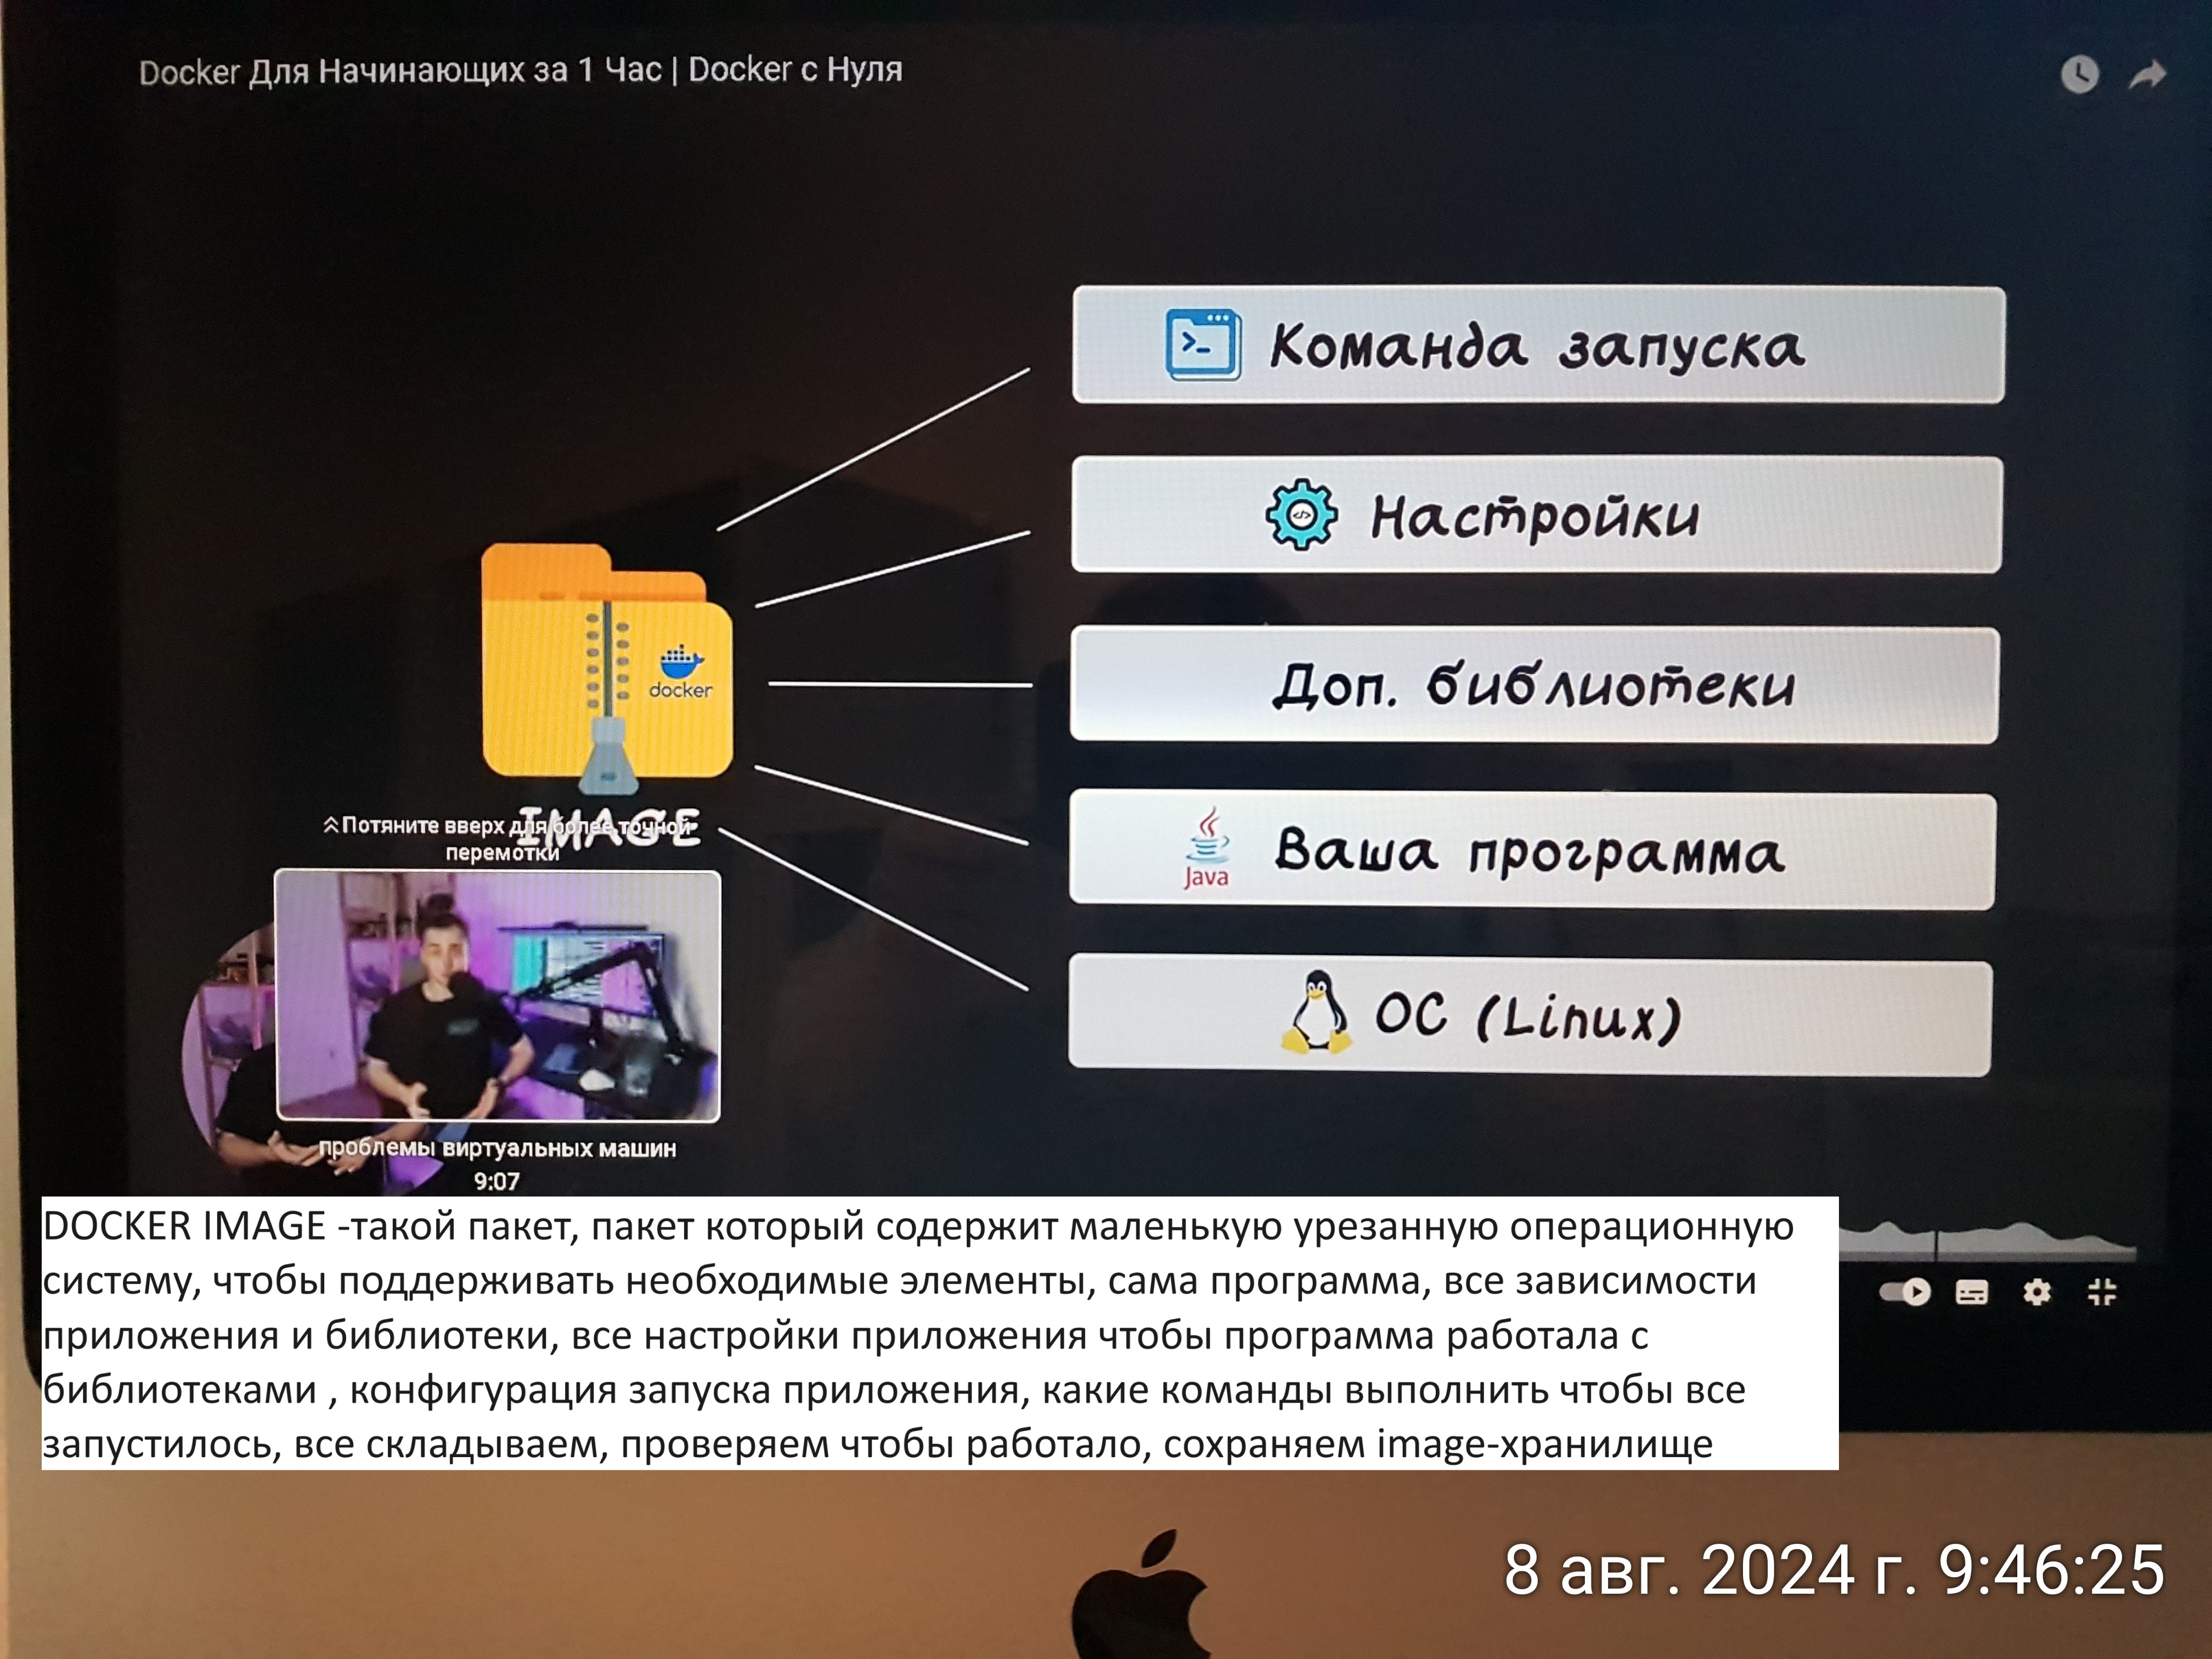 Docker Для Начинающих за 1 Час | Docker с Нуля
Команда запуска
Настройки
Доп. библиотеки
Java
Ваша программа
ОС (Linux)
docker
IMAGE
Потяните вверх для более точной
перемотки
проблемы виртуальных машин
9:07
DOCKER IMAGE -такой пакет, пакет который содержит маленькую урезанную операционную
систему, чтобы поддерживать необходимые элементы, сама программа, все зависимости
приложения и библиотеки, все настройки приложения чтобы программа работала с
библиотеками , конфигурация запуска приложения, какие команды выполнить чтобы все
запустилось, все складываем, проверяем чтобы работало, сохраняем image-хранилище
8 авг. 2024 г. 9:46:25